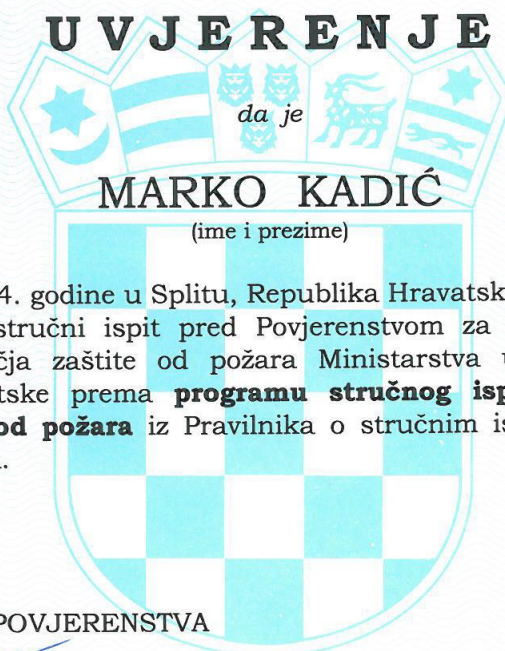 UVJERENJE
da je
MARKO KADIĆ
(ime i prezime)
4. godine u Splitu, Republika Hravatsk
stručni ispit pred Povjerenstvom za
čja zaštite od požara Ministarstva u
tske prema programu stručnog isp
od požara iz Pravilnika o stručnim is
POVJERENSTVA